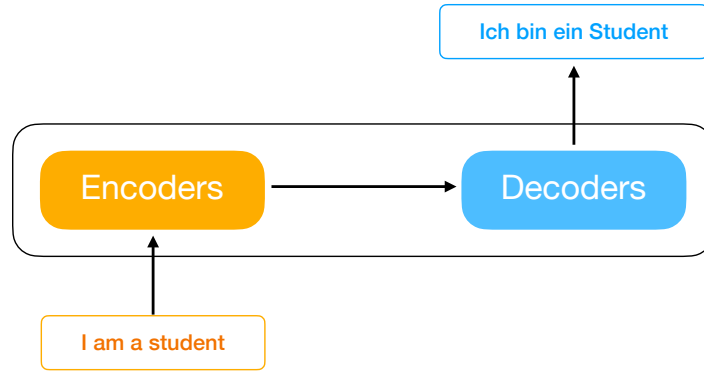 Ich bin ein Student
Encoders
Decoders
I am a student